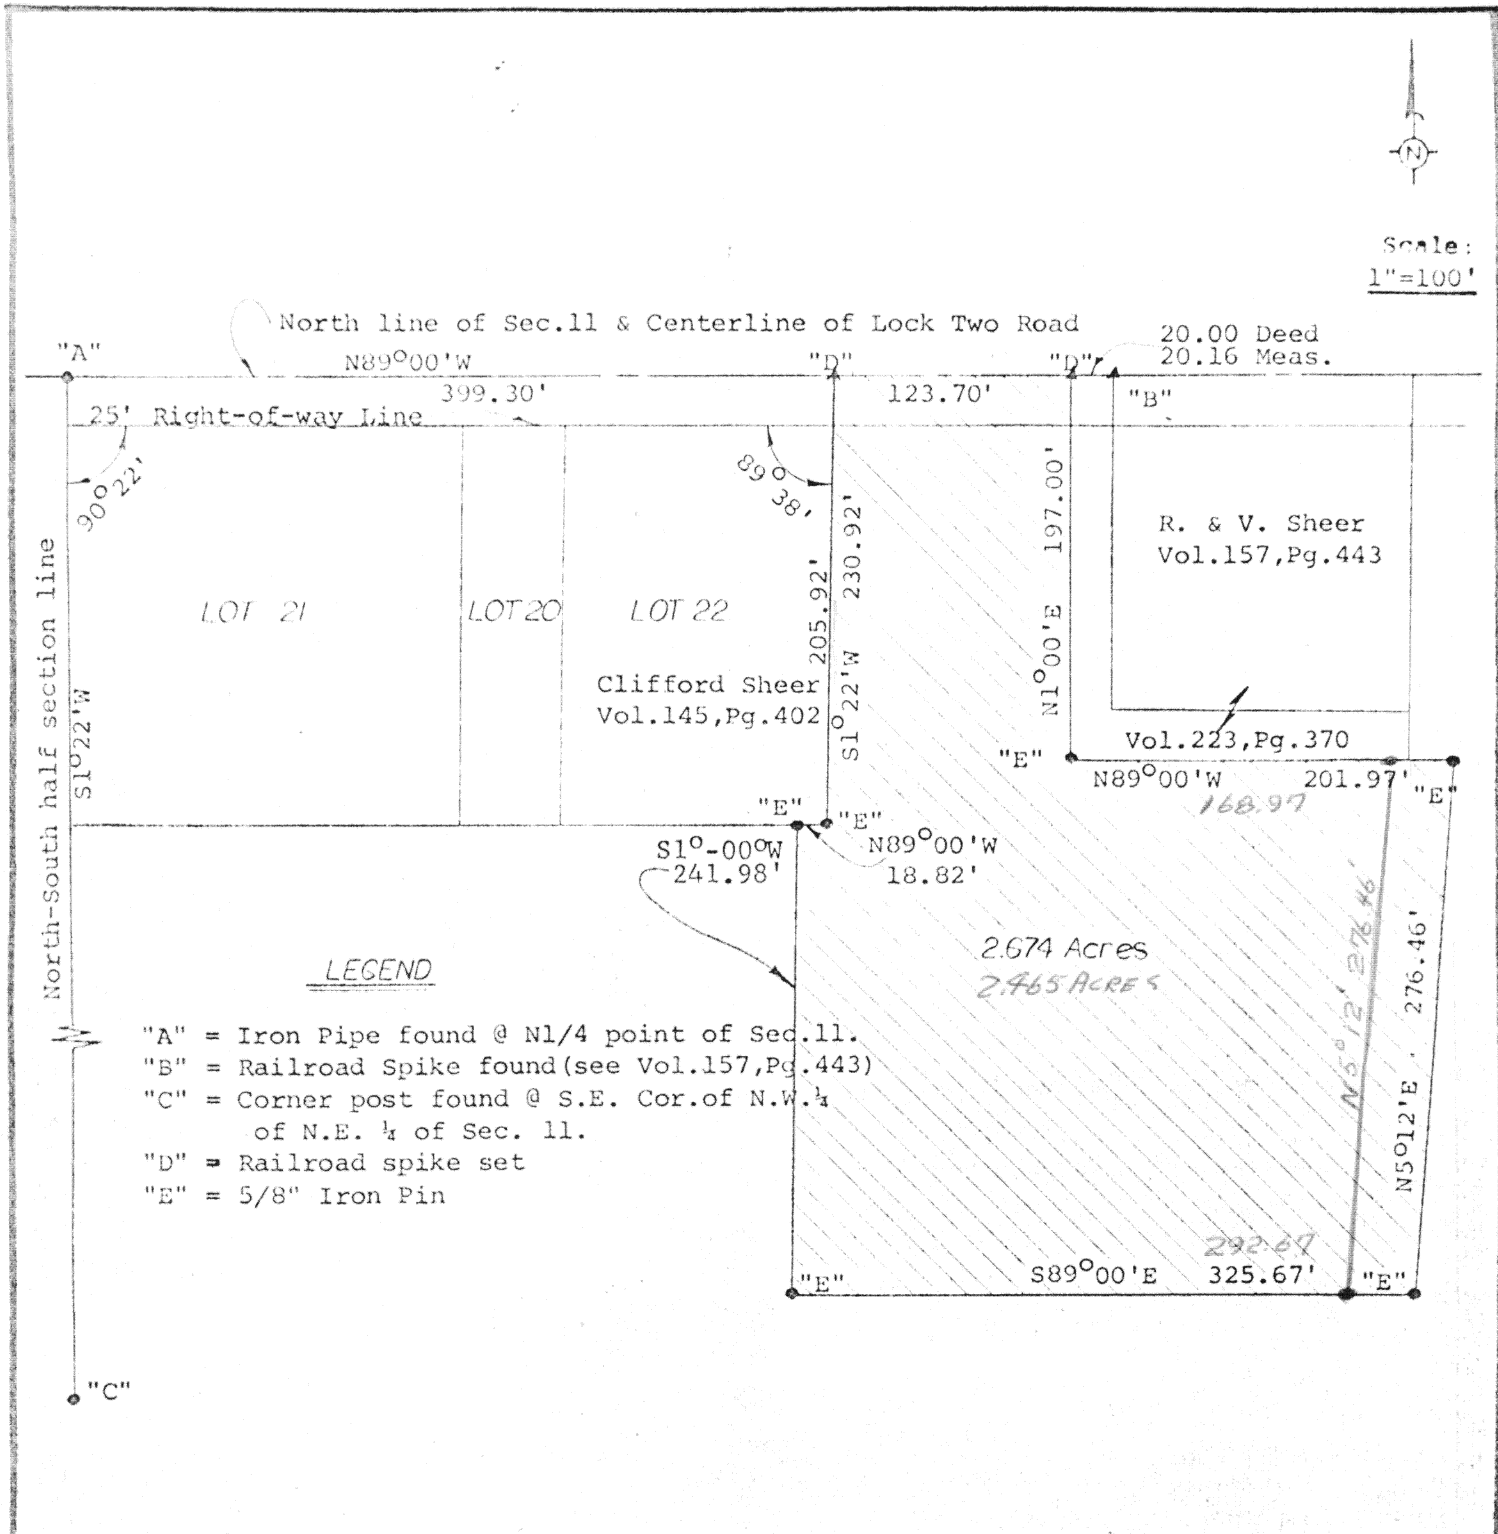 N
Scale:
1"=100'
North line of Sec.11 & Centerline of Lock Two Road
20.00 Deed
20.16 Meas.
"A"
N89°00'W
"D"
"D"
399.30'
123.70'
"B"
25' Right-of-way Line
90°22'
89°38'
S1°22'W
North-South half section line
LOT 21
LOT 20
LOT 22
Clifford Sheer
Vol.145,Pg.402
205.92'
S1°22'W 230.92'
N1°00'E 197.00'
R. & V. Sheer
Vol.157,Pg.443
Vol.223,Pg.370
"E"
N89°00'W 201.97'
"E"
168.97
"E"
"E"
S1°-00°W
241.98'
N89°00'W
18.82'
2.674 Acres
2.465 ACRES
N5°12' 276.46'
N5°12'E 276.46'
LEGEND
"A" = Iron Pipe found @ N1/4 point of Sec.11.
"B" = Railroad Spike found(see Vol.157,Pg.443)
"C" = Corner post found @ S.E. Cor.of N.W.¼
of N.E. ¼ of Sec. 11.
"D" = Railroad spike set
"E" = 5/8" Iron Pin
292.67
S89°00'E 325.67'
"E"
"E"
"C"